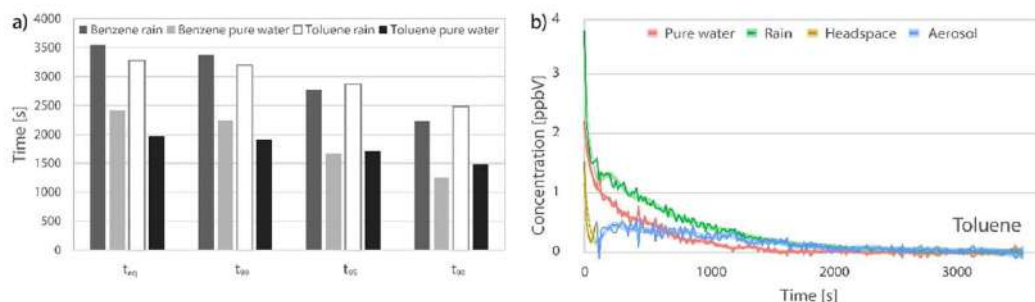 a)
Benzene rain Benzene pure water Toluene rain Toluene pure water
4000
3500
3000
2500
2000
1500
1000
500
0
Time [s]
t₉₉
t₉₅
t₉₀
b)
Pure water Rain Headspace Aerosol
4
2
1
0
Concentration [ppbV]
Toluene
0 1000 2000 3000
Time [s]